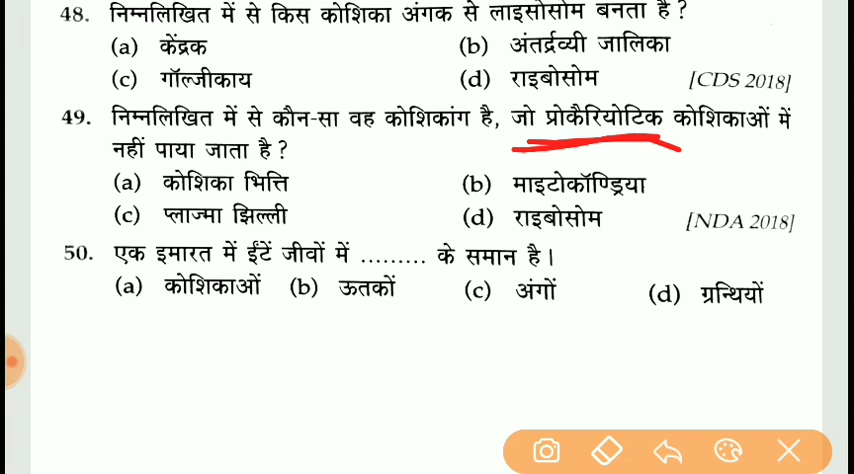 48. निम्नलिखित में से किस कोशिका अंगक से लाइसोसोम बनता है ?
(a) केंद्रक (b) अंतर्द्रव्यी जालिका
(c) गॉल्जीकाय (d) राइबोसोम [CDS 2018]
49. निम्नलिखित में से कौन-सा वह कोशिकांग है, जो प्रोकैरियोटिक कोशिकाओं में
नहीं पाया जाता है ?
(a) कोशिका भित्ति (b) माइटोकॉण्ड्रिया
(c) प्लाज्मा झिल्ली (d) राइबोसोम [NDA 2018]
50. एक इमारत में ईंटें जीवों में ......... के समान है।
(a) कोशिकाओं (b) ऊतकों (c) अंगों (d) ग्रन्थियों